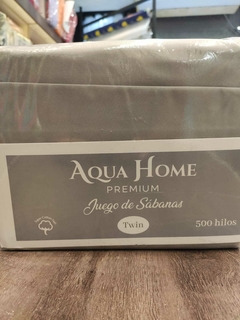 AQUA HOME
PREMIUM
Juego de Sábanas
Twin
500 hilos